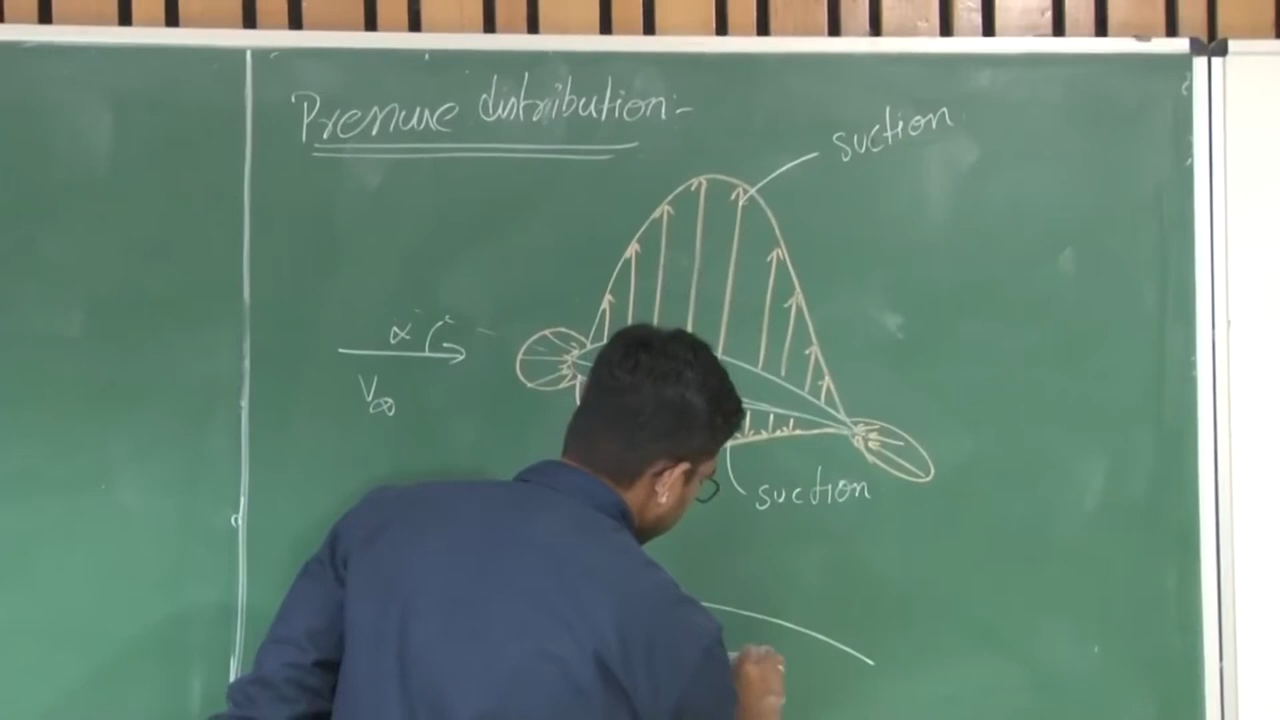 Pressure distribution:-
suction
α
V∞
suction